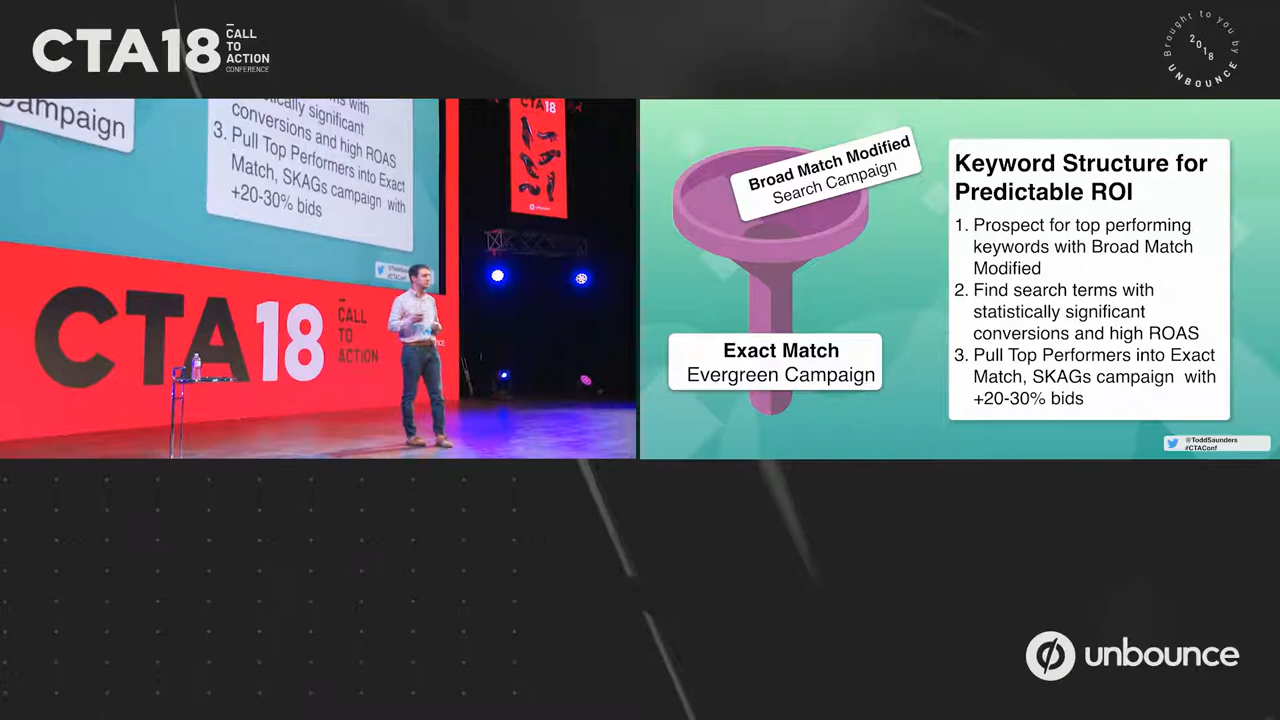 CTA18
CALL
TO
ACTION
CONFERENCE
Brought to you by
2018
UNBOUNCE
Campaign
terms with
conversions and high ROAS
3. Pull Top Performers into Exact
Match, SKAGs campaign with
+20-30% bids
#CTAConf
CTA18
CALL
TO
ACTION
CTA18
Broad Match Modified
Search Campaign
Exact Match
Evergreen Campaign
Keyword Structure for
Predictable ROI
1. Prospect for top performing
keywords with Broad Match
Modified
2. Find search terms with
statistically significant
conversions and high ROAS
3. Pull Top Performers into Exact
Match, SKAGs campaign with
+20-30% bids
@ToddSaunders
#CTAConf
unbounce